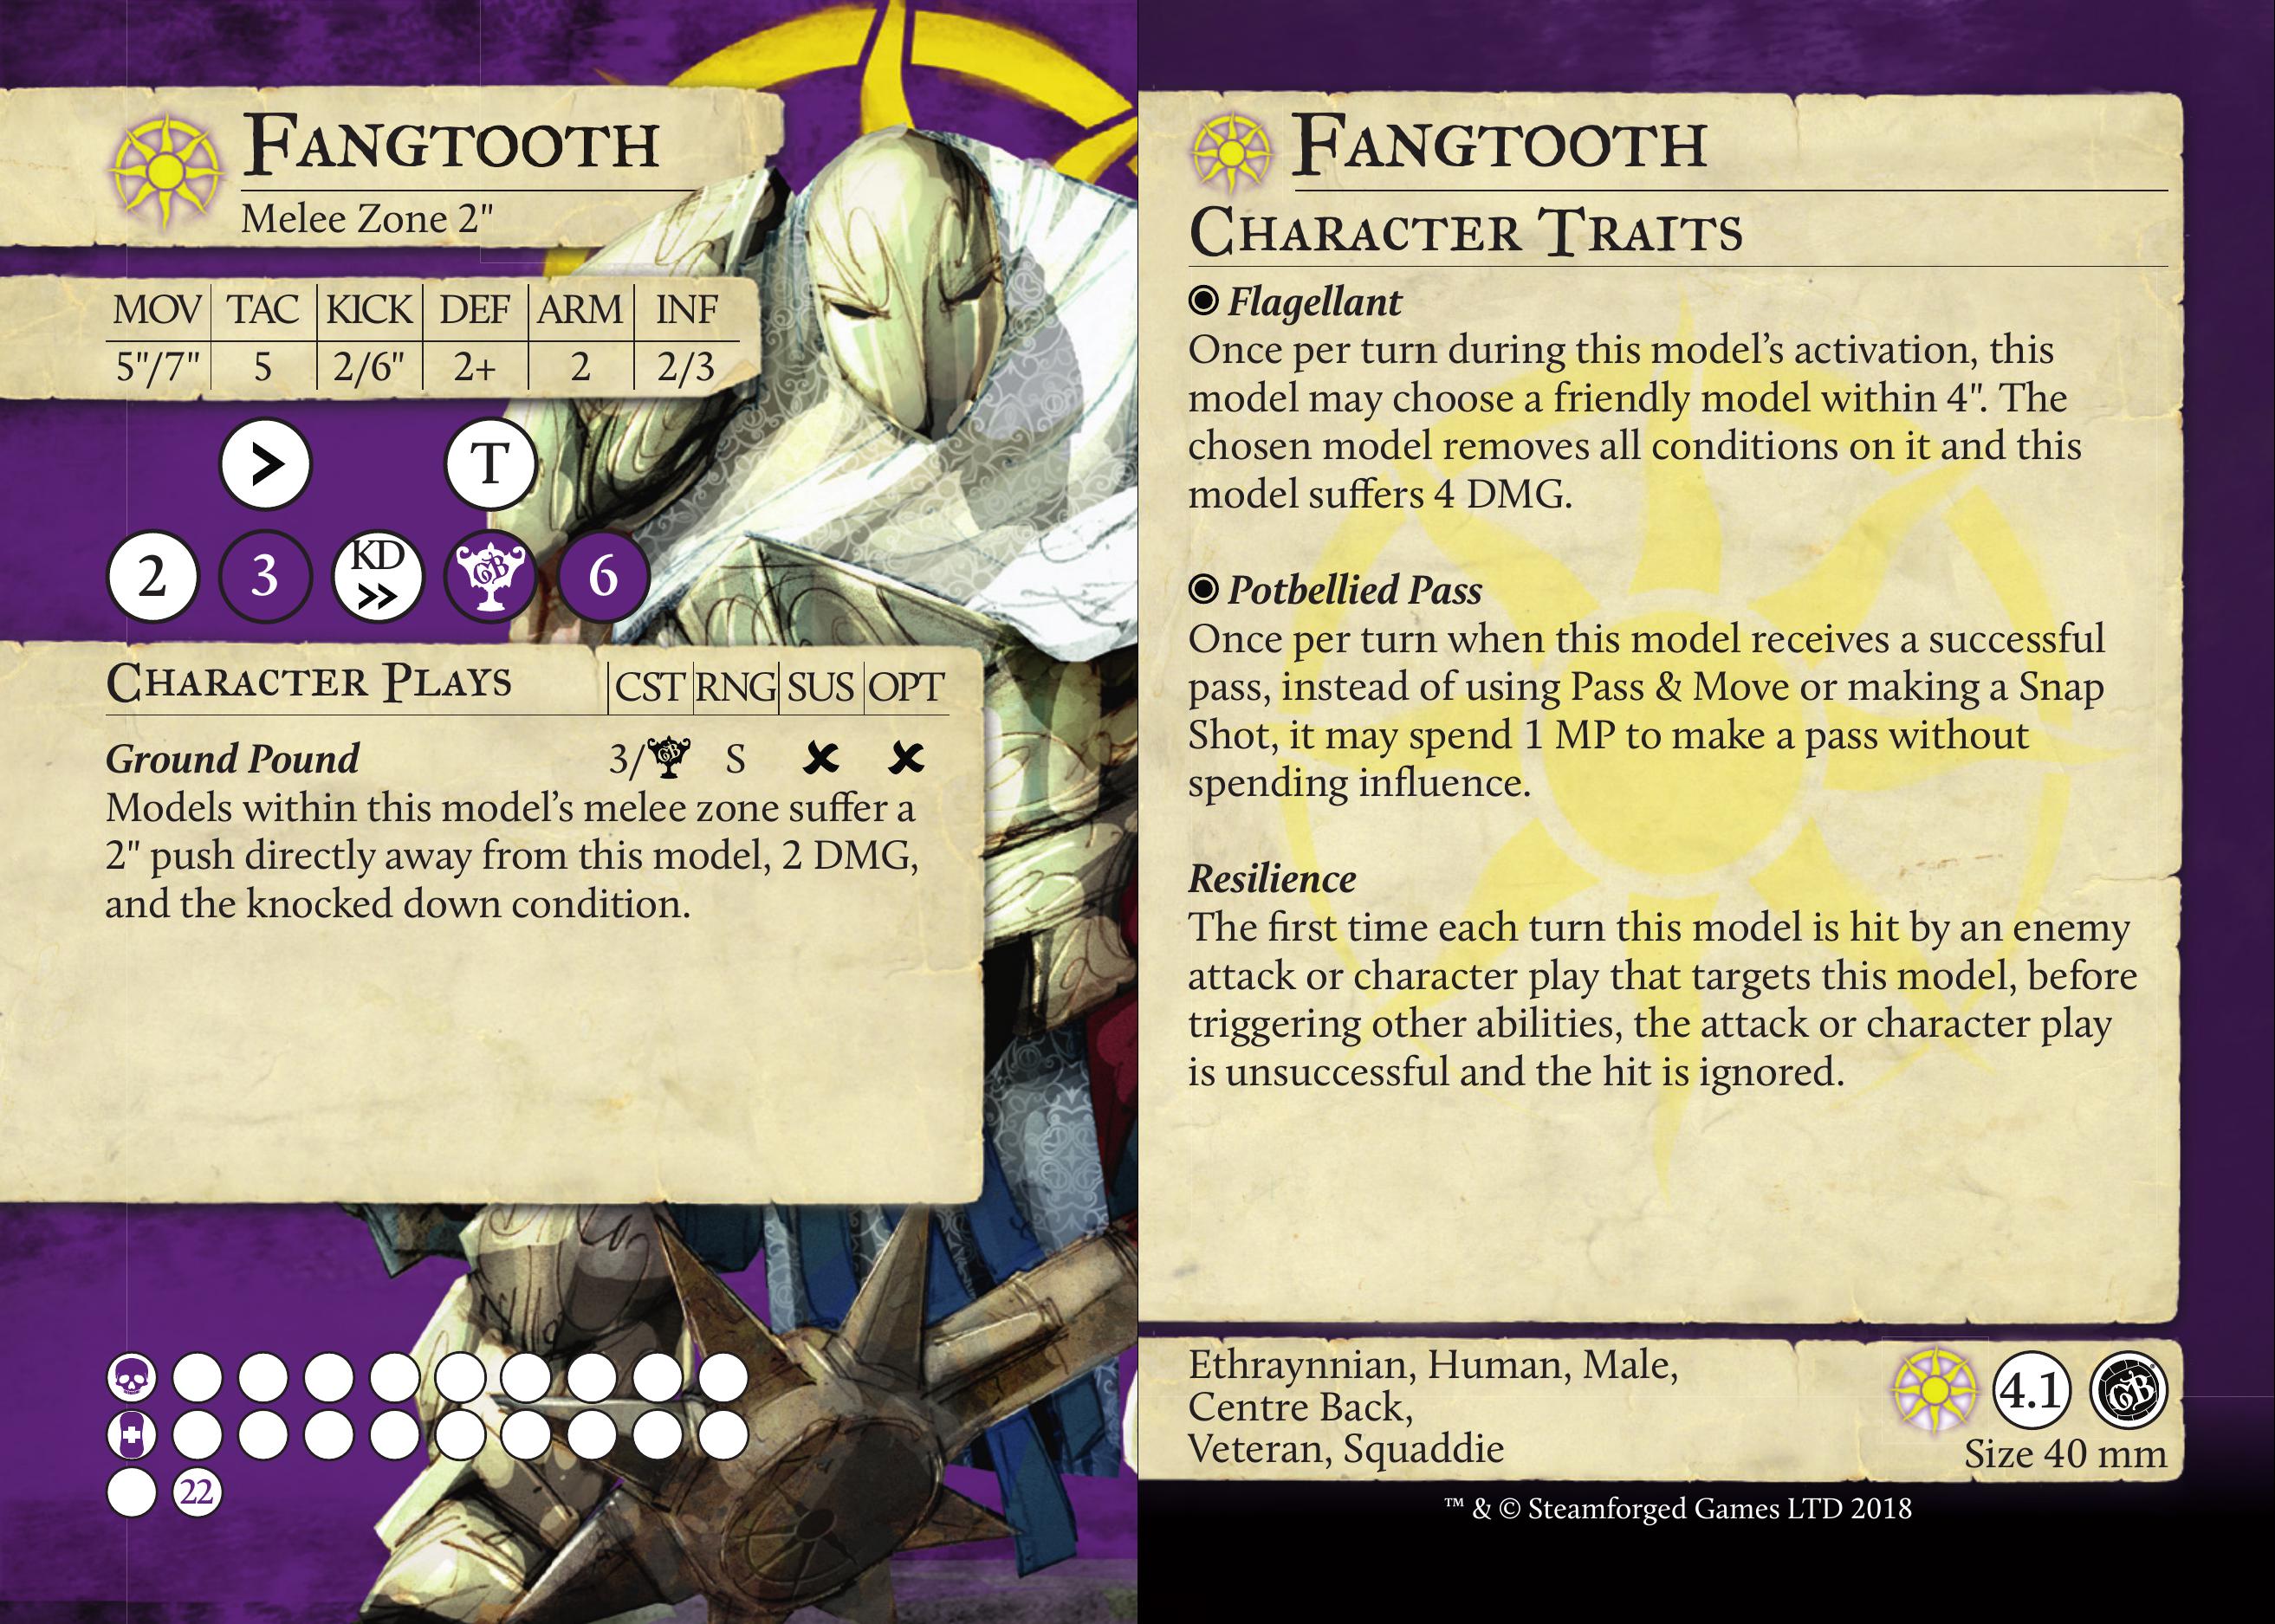 FANGTOOTH
Melee Zone 2"
MOV TAC KICK DEF ARM INF
5"/7" 5 2/6" 2+ 2 2/3
> T
2 3 KD >> GB 6
CHARACTER PLAYS CST RNG SUS OPT
Ground Pound 3/GB S ✘ ✘
Models within this model’s melee zone suffer a
2" push directly away from this model, 2 DMG,
and the knocked down condition.
22
FANGTOOTH
CHARACTER TRAITS
Flagellant
Once per turn during this model’s activation, this
model may choose a friendly model within 4". The
chosen model removes all conditions on it and this
model suffers 4 DMG.
Potbellied Pass
Once per turn when this model receives a successful
pass, instead of using Pass & Move or making a Snap
Shot, it may spend 1 MP to make a pass without
spending influence.
Resilience
The first time each turn this model is hit by an enemy
attack or character play that targets this model, before
triggering other abilities, the attack or character play
is unsuccessful and the hit is ignored.
Ethraynnian, Human, Male,
Centre Back,
Veteran, Squaddie
4.1 GB
Size 40 mm
™ & © Steamforged Games LTD 2018